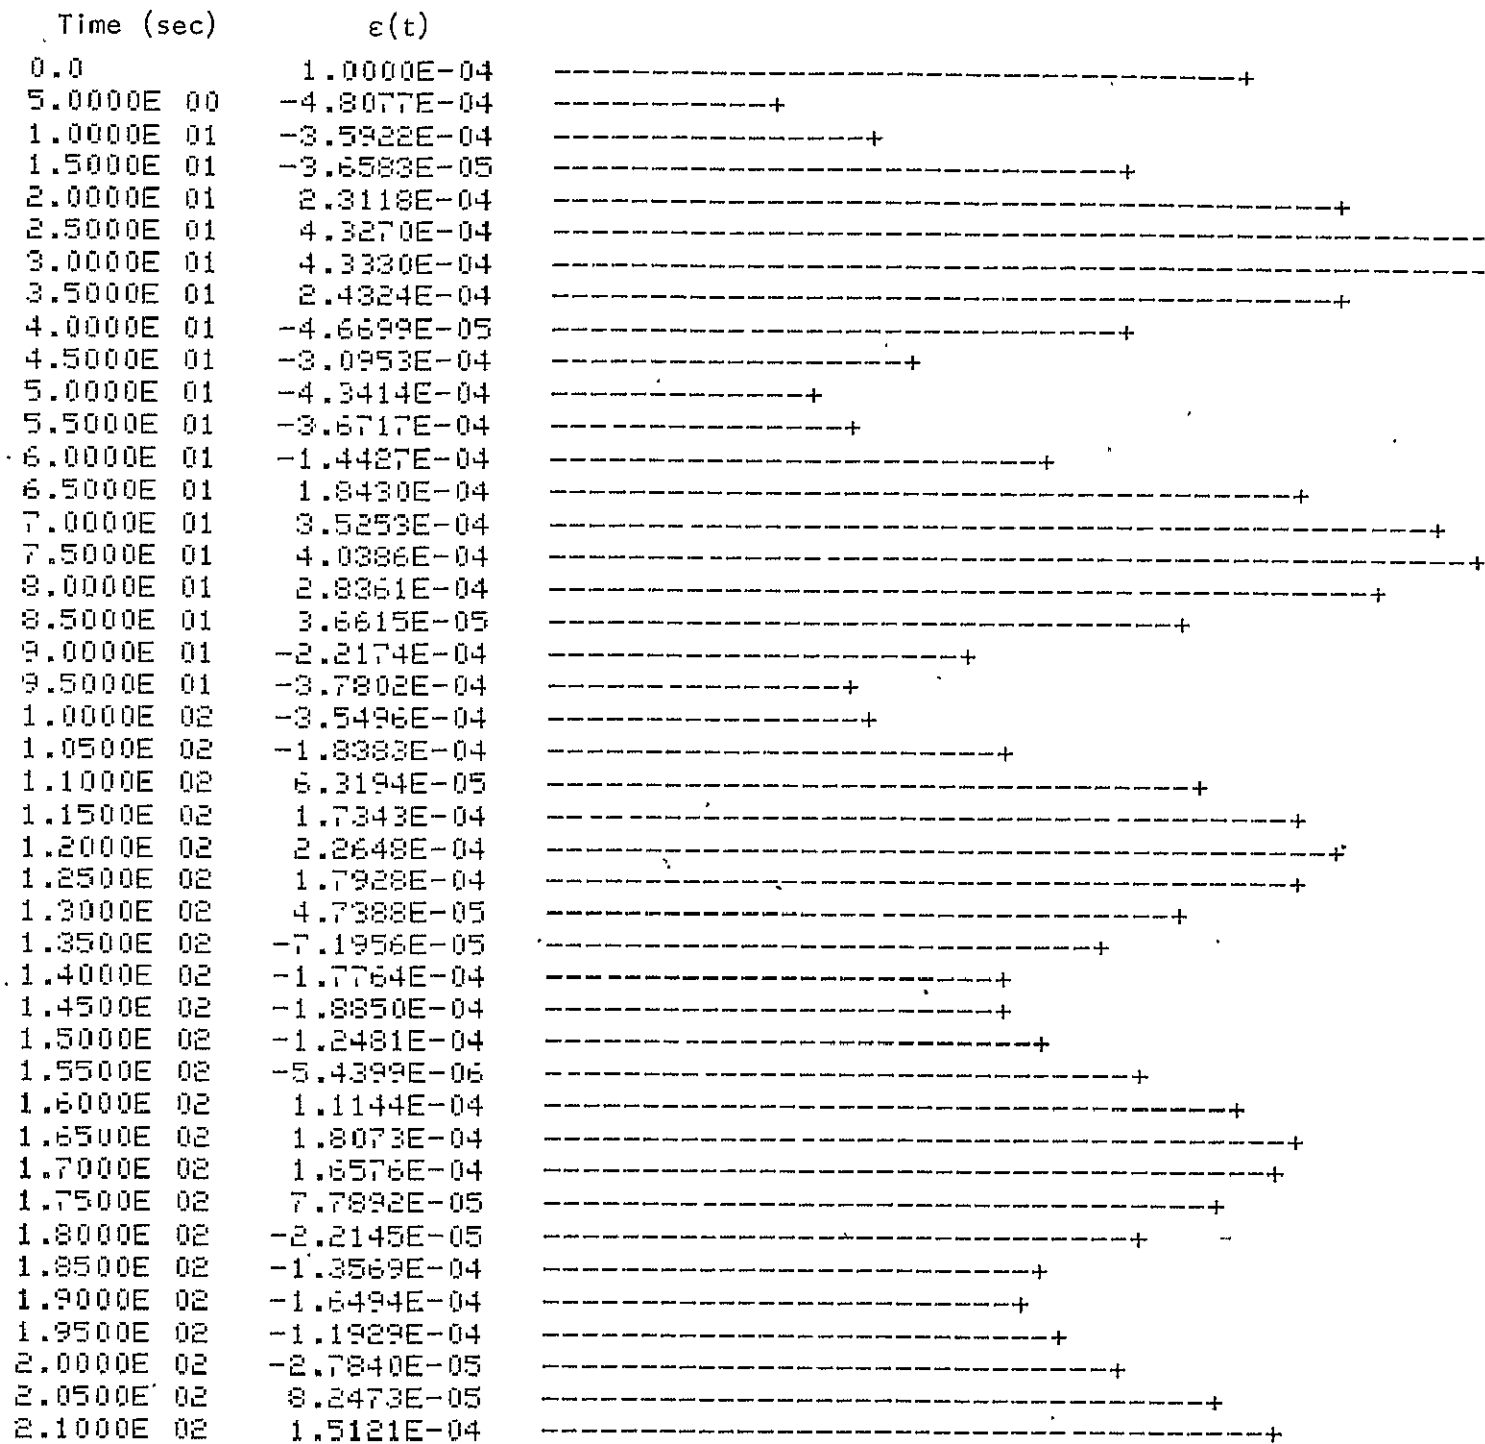 Time (sec) ε(t)
0.0 1.0000E-04
5.0000E 00 -4.8077E-04
1.0000E 01 -3.5922E-04
1.5000E 01 -3.6583E-05
2.0000E 01 2.3118E-04
2.5000E 01 4.3270E-04
3.0000E 01 4.3330E-04
3.5000E 01 2.4324E-04
4.0000E 01 -4.6699E-05
4.5000E 01 -3.0953E-04
5.0000E 01 -4.3414E-04
5.5000E 01 -3.6717E-04
6.0000E 01 -1.4427E-04
6.5000E 01 1.8430E-04
7.0000E 01 3.5253E-04
7.5000E 01 4.0386E-04
8.0000E 01 2.8361E-04
8.5000E 01 3.6615E-05
9.0000E 01 -2.2174E-04
9.5000E 01 -3.7802E-04
1.0000E 02 -3.5496E-04
1.0500E 02 -1.8383E-04
1.1000E 02 6.3194E-05
1.1500E 02 1.7343E-04
1.2000E 02 2.2648E-04
1.2500E 02 1.7928E-04
1.3000E 02 4.7388E-05
1.3500E 02 -7.1956E-05
1.4000E 02 -1.7764E-04
1.4500E 02 -1.8850E-04
1.5000E 02 -1.2481E-04
1.5500E 02 -5.4399E-06
1.6000E 02 1.1144E-04
1.6500E 02 1.8073E-04
1.7000E 02 1.6576E-04
1.7500E 02 7.7892E-05
1.8000E 02 -2.2145E-05
1.8500E 02 -1.3569E-04
1.9000E 02 -1.6494E-04
1.9500E 02 -1.1929E-04
2.0000E 02 -2.7840E-05
2.0500E 02 8.2473E-05
2.1000E 02 1.5121E-04